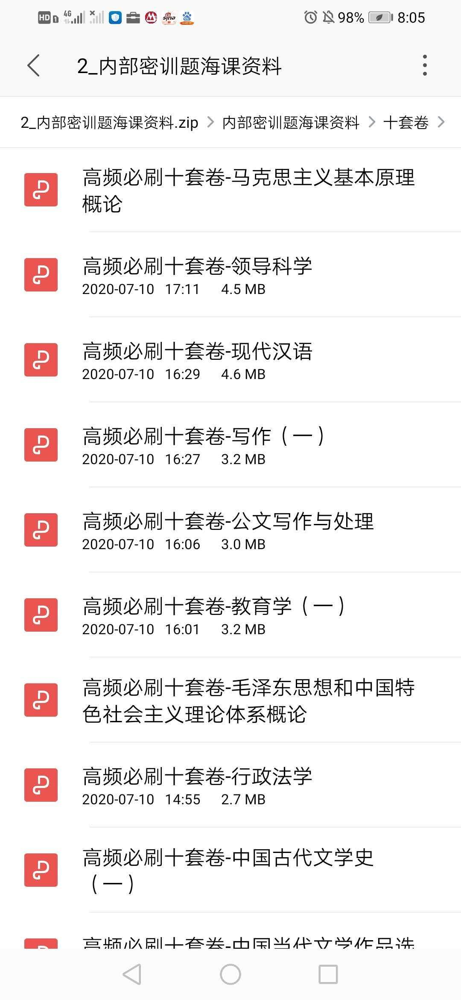 HD 1 4G 98% 8:05
2_内部密训题海课资料
2_内部密训题海课资料.zip > 内部密训题海课资料 > 十套卷 >
高频必刷十套卷-马克思主义基本原理
概论
高频必刷十套卷-领导科学
2020-07-10 17:11 4.5 MB
高频必刷十套卷-现代汉语
2020-07-10 16:29 4.6 MB
高频必刷十套卷-写作（一）
2020-07-10 16:27 3.2 MB
高频必刷十套卷-公文写作与处理
2020-07-10 16:06 3.0 MB
高频必刷十套卷-教育学（一）
2020-07-10 16:01 3.2 MB
高频必刷十套卷-毛泽东思想和中国特
色社会主义理论体系概论
高频必刷十套卷-行政法学
2020-07-10 14:55 2.7 MB
高频必刷十套卷-中国古代文学史
（一）
高频必刷十套卷-中国当代文学作品选